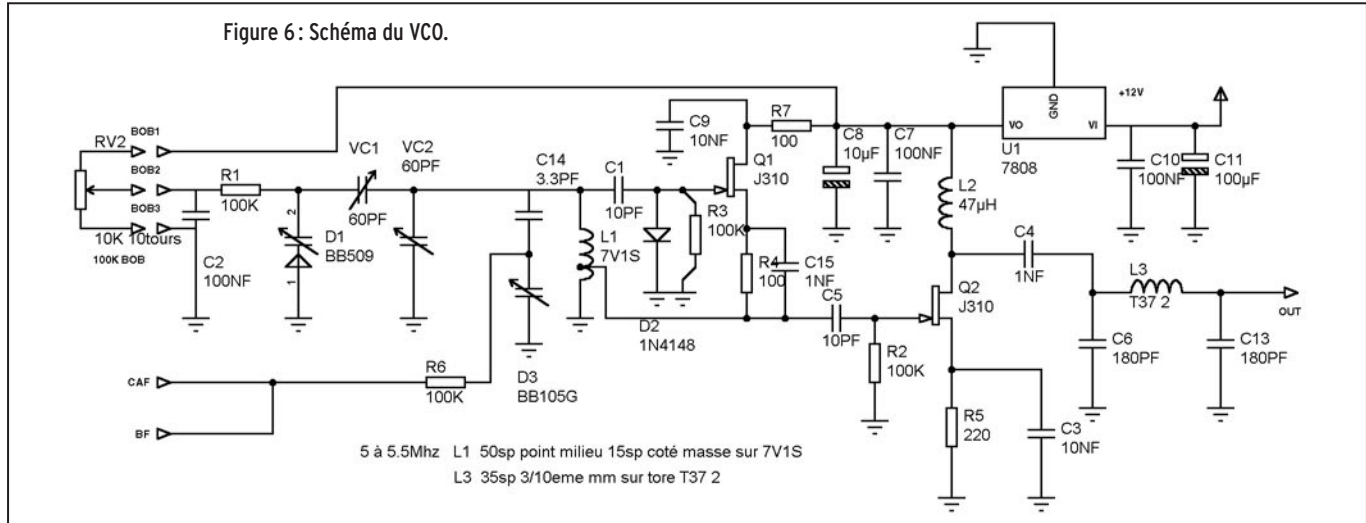 Figure 6 : Schéma du VCO.
+12V
BOB1
RV2
BOB2
BOB3
10K 10tours
100K BOB
C2
100NF
R1
100K
D1
BB509
2
1
VC1
60PF
VC2
60PF
C14
3.3PF
C1
10PF
L1
7V1S
C9
10NF
R7
100
Q1
J310
R3
100K
R4
100
C15
1NF
D2
1N4148
C8
10µF
C7
100NF
VO
GND
VI
U1
7808
C10
100NF
C11
100µF
L2
47µH
C4
1NF
Q2
J310
C5
10PF
R2
100K
R5
220
C3
10NF
L3
T37 2
C6
180PF
C13
180PF
OUT
CAF
BF
R6
100K
D3
BB105G
5 à 5.5Mhz L1 50sp point milieu 15sp coté masse sur 7V1S
L3 35sp 3/10eme mm sur tore T37 2